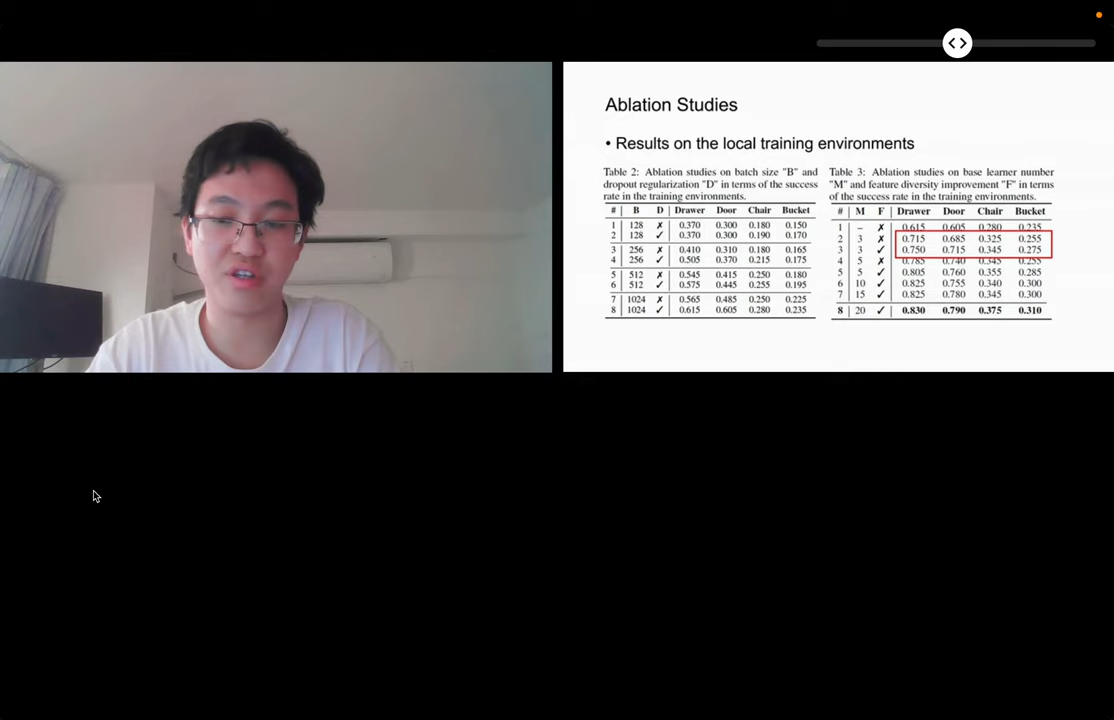 Ablation Studies
• Results on the local training environments
Table 2: Ablation studies on batch size "B" and
dropout regularization "D" in terms of the success
rate in the training environments.
# B D Drawer Door Chair Bucket
1 128 ✗ 0.370 0.300 0.180 0.150
2 128 ✓ 0.370 0.300 0.190 0.170
3 256 ✗ 0.410 0.310 0.180 0.165
4 256 ✓ 0.505 0.370 0.215 0.175
5 512 ✗ 0.545 0.415 0.250 0.180
6 512 ✓ 0.575 0.445 0.255 0.195
7 1024 ✗ 0.565 0.485 0.250 0.225
8 1024 ✓ 0.615 0.605 0.280 0.235
Table 3: Ablation studies on base learner number
"M" and feature diversity improvement "F" in terms
of the success rate in the training environments.
# M F Drawer Door Chair Bucket
1 – ✗ 0.615 0.605 0.280 0.235
2 3 ✗ 0.715 0.685 0.325 0.255
3 3 ✓ 0.750 0.715 0.345 0.275
4 5 ✗ 0.785 0.740 0.345 0.255
5 5 ✓ 0.805 0.760 0.355 0.285
6 10 ✓ 0.825 0.755 0.340 0.300
7 15 ✓ 0.825 0.780 0.345 0.300
8 20 ✓ 0.830 0.790 0.375 0.310